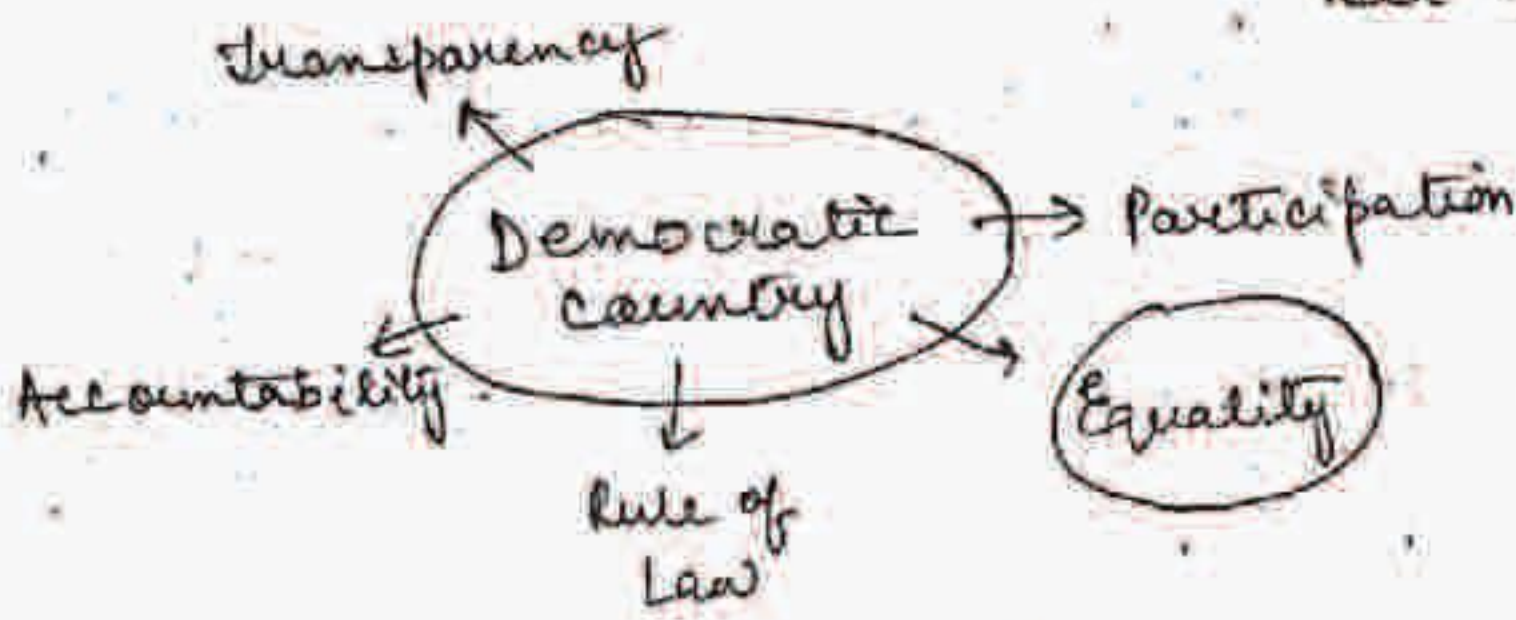 Transparency
Democratic
country
Participation
Accountability
Equality
Rule of
Law